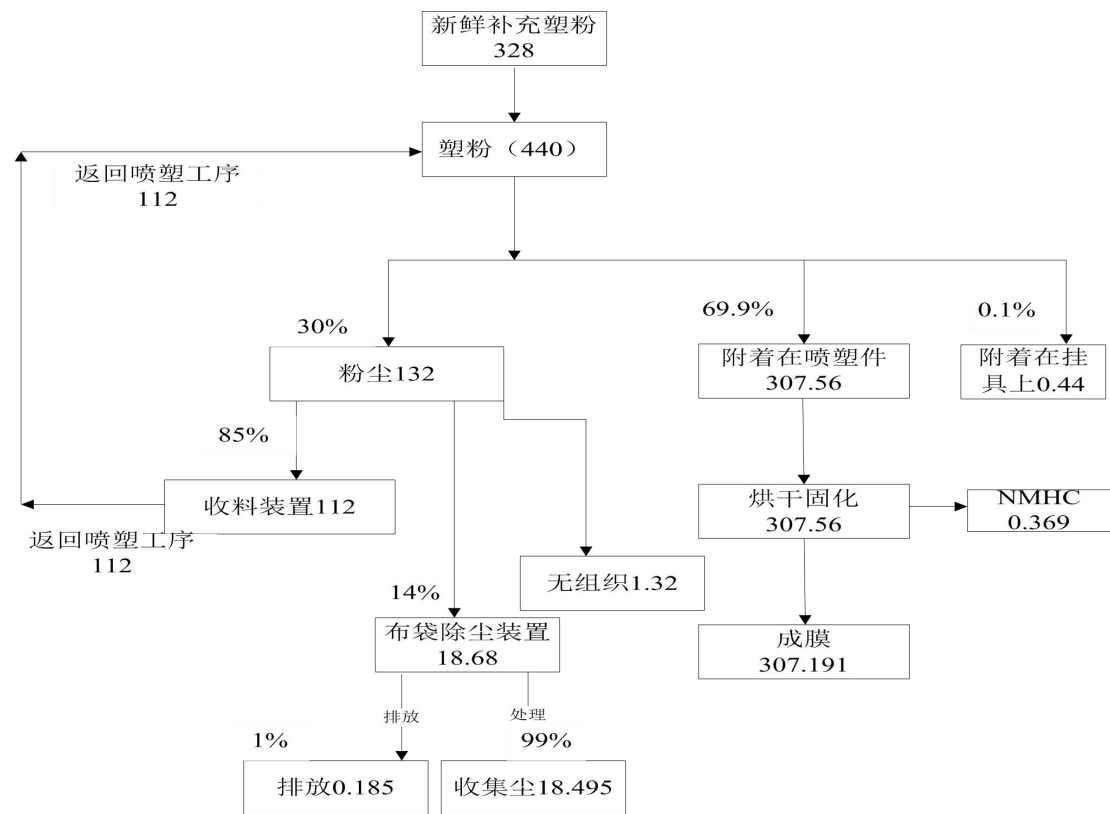 新鲜补充塑粉
328
塑粉（440）
返回喷塑工序
112
30%
69.9%
0.1%
粉尘132
附着在喷塑件
307.56
附着在挂
具上0.44
85%
收料装置112
烘干固化
307.56
NMHC
0.369
返回喷塑工序
112
无组织1.32
14%
布袋除尘装置
18.68
成膜
307.191
排放
处理
1%
99%
排放0.185
收集尘18.495